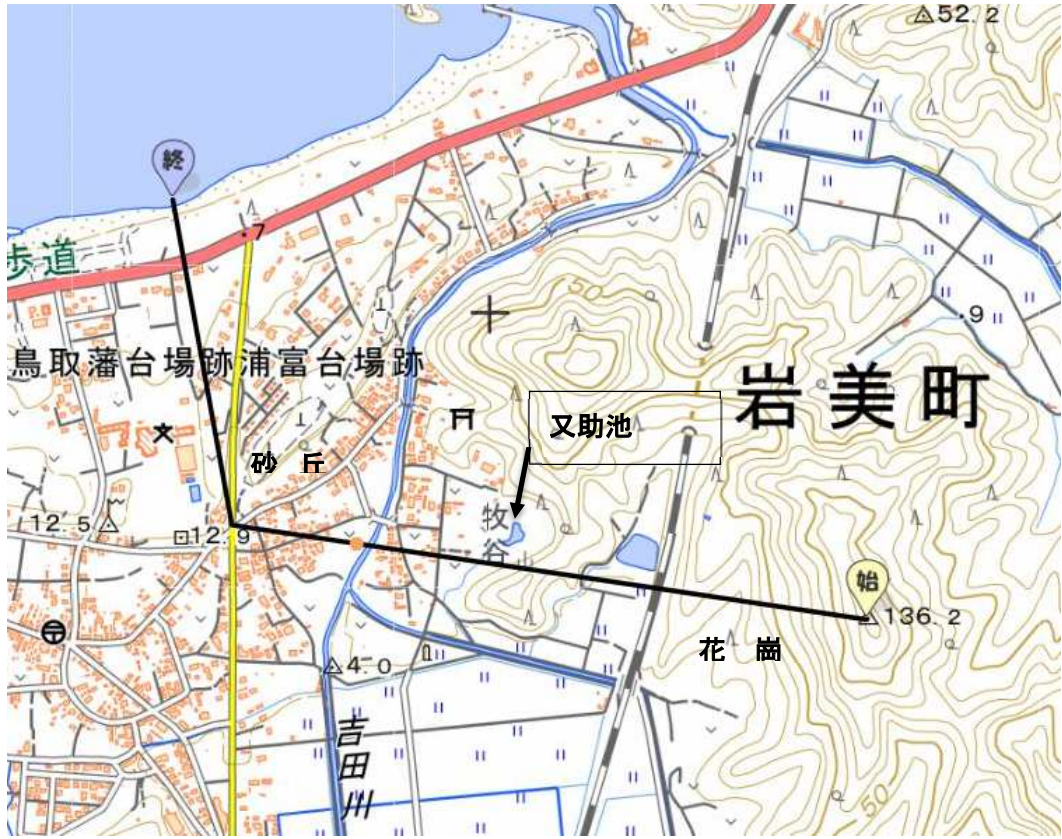 52.2
終
7
歩道
50
9
鳥取藩台場跡浦富台場跡
岩美町
又助池
文
砂丘
牧谷
12.5
12.9
始
136.2
花崗
4.0
吉田川
50